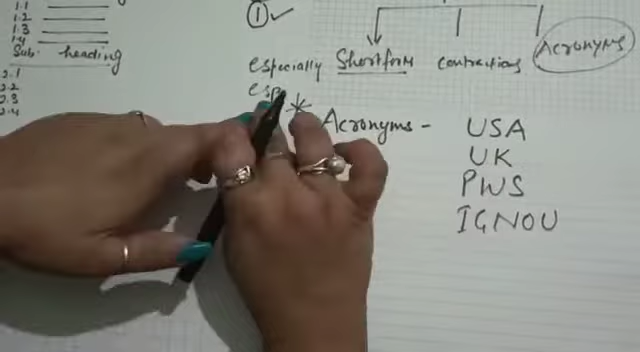 1.1
1.2
1.3
1.4
Sub. heading
2.1
2.2
2.3
2.4
1 ✓
especially Shortform contractions Acronyms
esp
* Acronyms - USA
UK
PWS
IGNOU